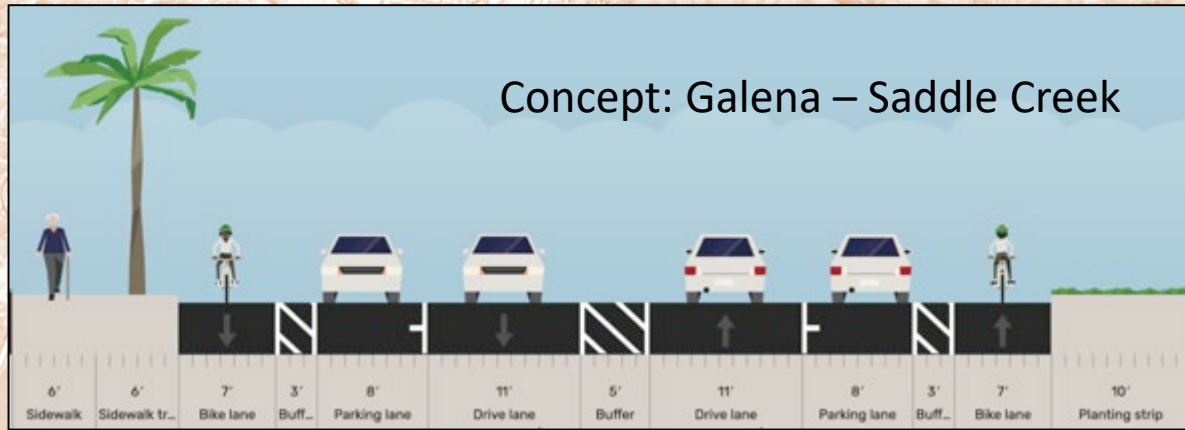 Concept: Galena – Saddle Creek
6' 6' 7' 3' 8' 11' 5' 11' 8' 3' 7' 10'
Sidewalk Sidewalk tr... Bike lane Buff... Parking lane Drive lane Buffer Drive lane Parking lane Buff... Bike lane Planting strip